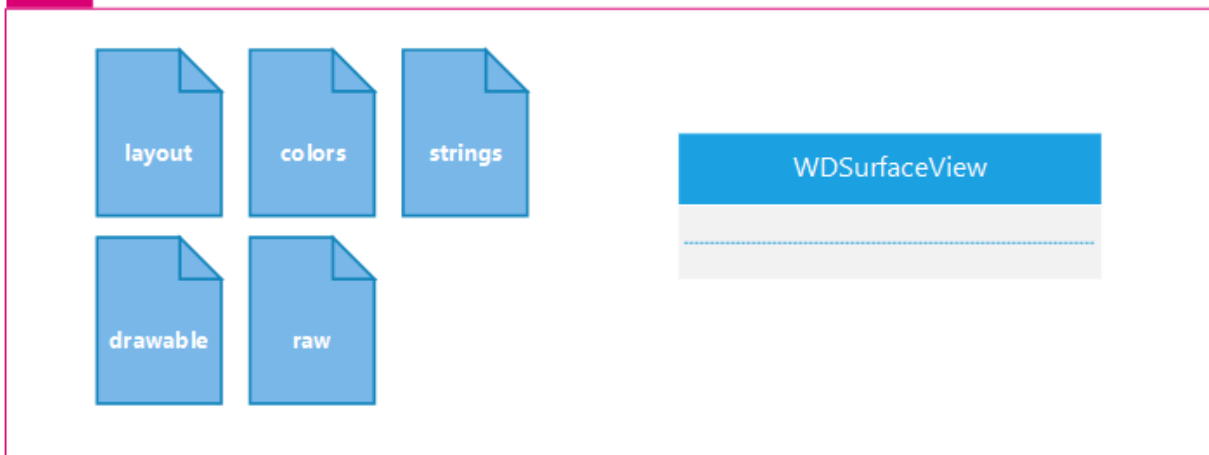 layout
colors
strings
WDSurfaceView
drawable
raw